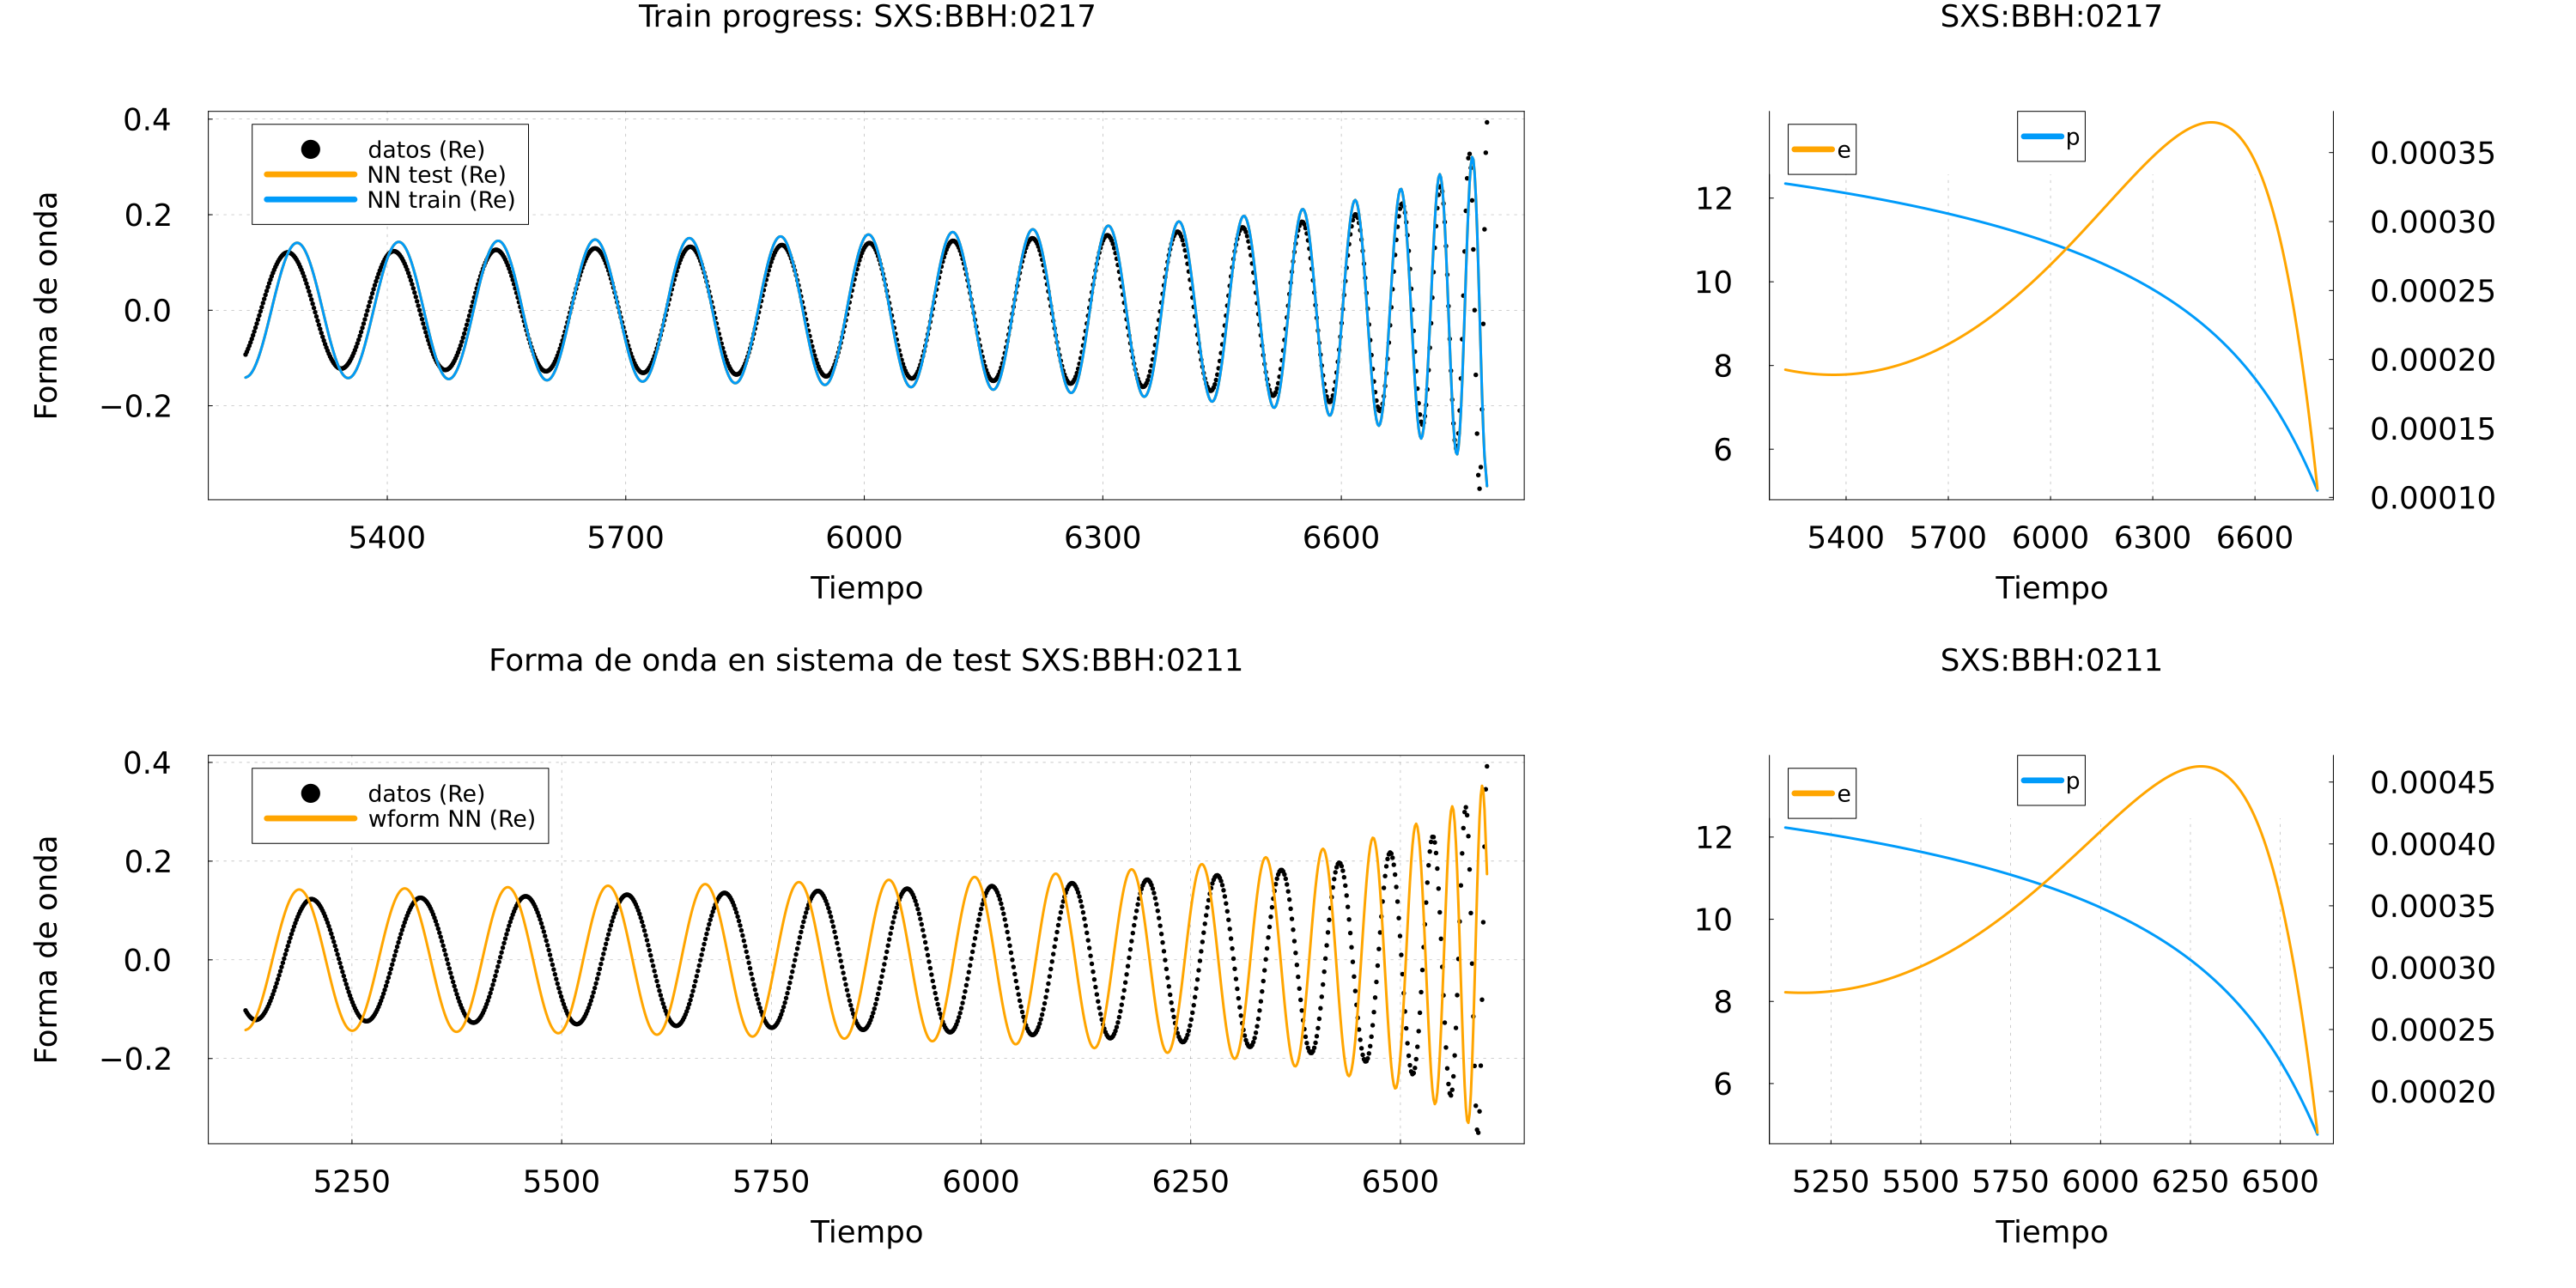 Train progress: SXS:BBH:0217
SXS:BBH:0217
Forma de onda
0.4
0.2
0.0
−0.2
datos (Re)
NN test (Re)
NN train (Re)
5400 5700 6000 6300 6600
Tiempo
12
10
8
6
e
p
0.00035
0.00030
0.00025
0.00020
0.00015
0.00010
5400 5700 6000 6300 6600
Tiempo
Forma de onda en sistema de test SXS:BBH:0211
SXS:BBH:0211
Forma de onda
0.4
0.2
0.0
−0.2
datos (Re)
wform NN (Re)
5250 5500 5750 6000 6250 6500
Tiempo
12
10
8
6
e
p
0.00045
0.00040
0.00035
0.00030
0.00025
0.00020
5250 5500 5750 6000 6250 6500
Tiempo